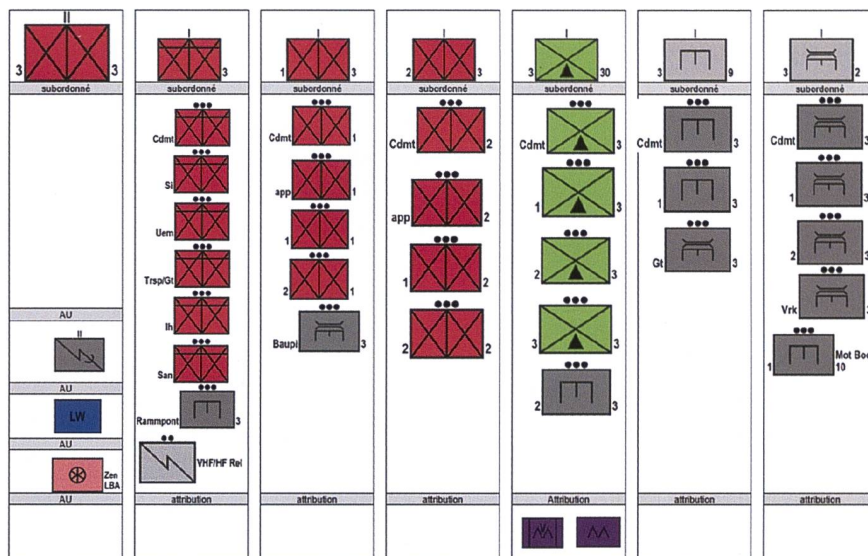 II
3 3
subordonné
AU
II
AU
LW
AU
Zen
LBA
AU
I
3
subordonné
Cdmt
Si
Uem
Trsp/Gt
Ih
San
Rammpont 3
VHF/HF Rel
attribution
I
1 3
subordonné
Cdmt 1
app 1
1 1
2 1
Baupi 3
attribution
I
2 3
subordonné
Cdmt 2
app 2
1 2
2 2
attribution
I
3 30
subordonné
Cdmt 3
1 3
2 3
3 3
2 3
Attribution
I
3 9
subordonné
Cdmt 3
1 3
Gt 3
attribution
I
3 2
subordonné
Cdmt 3
1 3
2 3
Vrk
Mot Boo
1 10
attribution